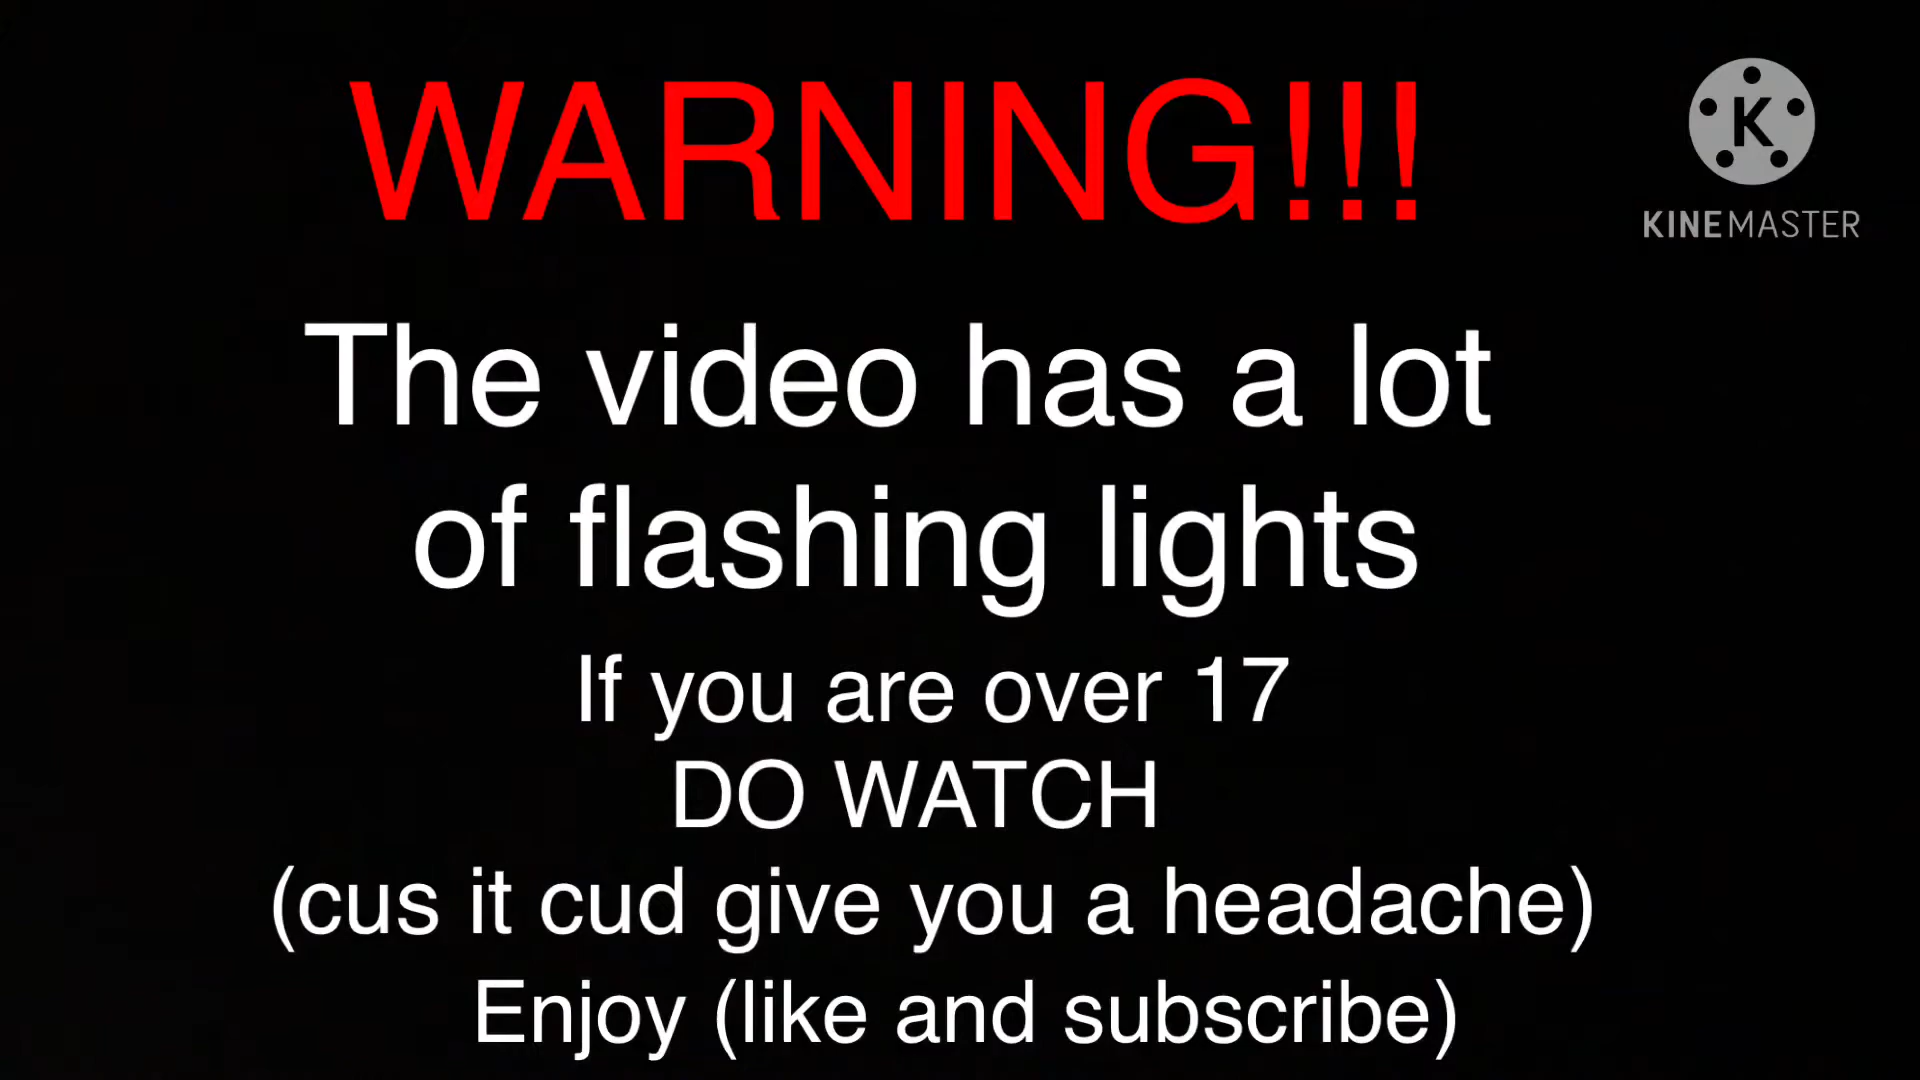 WARNING!!!
K
KINEMASTER
The video has a lot
of flashing lights
If you are over 17
DO WATCH
(cus it cud give you a headache)
Enjoy (like and subscribe)